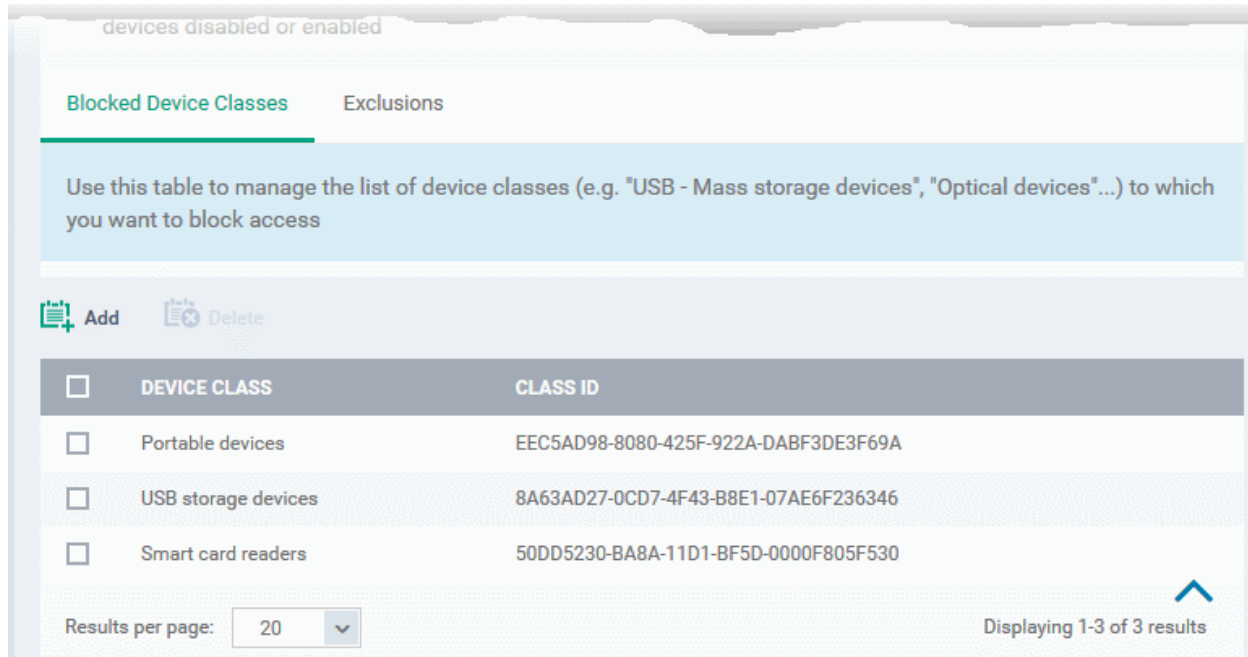 devices disabled or enabled
Blocked Device Classes Exclusions
Use this table to manage the list of device classes (e.g. "USB - Mass storage devices", "Optical devices"...) to which
you want to block access
Add Delete
DEVICE CLASS CLASS ID
Portable devices EEC5AD98-8080-425F-922A-DABF3DE3F69A
USB storage devices 8A63AD27-0CD7-4F43-B8E1-07AE6F236346
Smart card readers 50DD5230-BA8A-11D1-BF5D-0000F805F530
Results per page: 20 Displaying 1-3 of 3 results